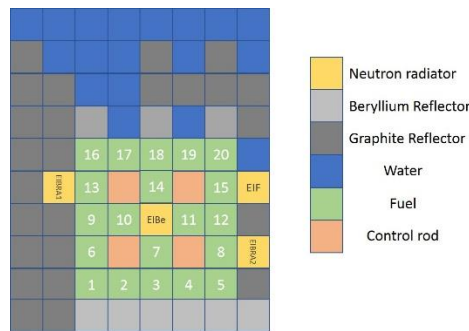 16 17 18 19 20
EIBRA1 13 14 15 EIF
9 10 EIBe 11 12
6 7 8 EIBRA2
1 2 3 4 5
Neutron radiator
Beryllium Reflector
Graphite Reflector
Water
Fuel
Control rod